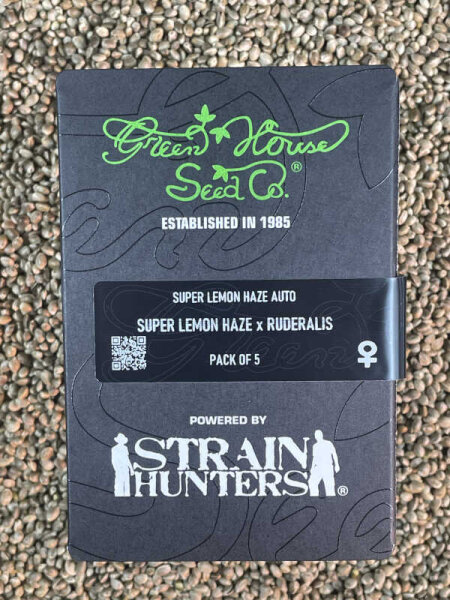 Green House
Seed Co.®
ESTABLISHED IN 1985
SUPER LEMON HAZE AUTO
SUPER LEMON HAZE x RUDERALIS
PACK OF 5
POWERED BY
STRAIN
HUNTERS®